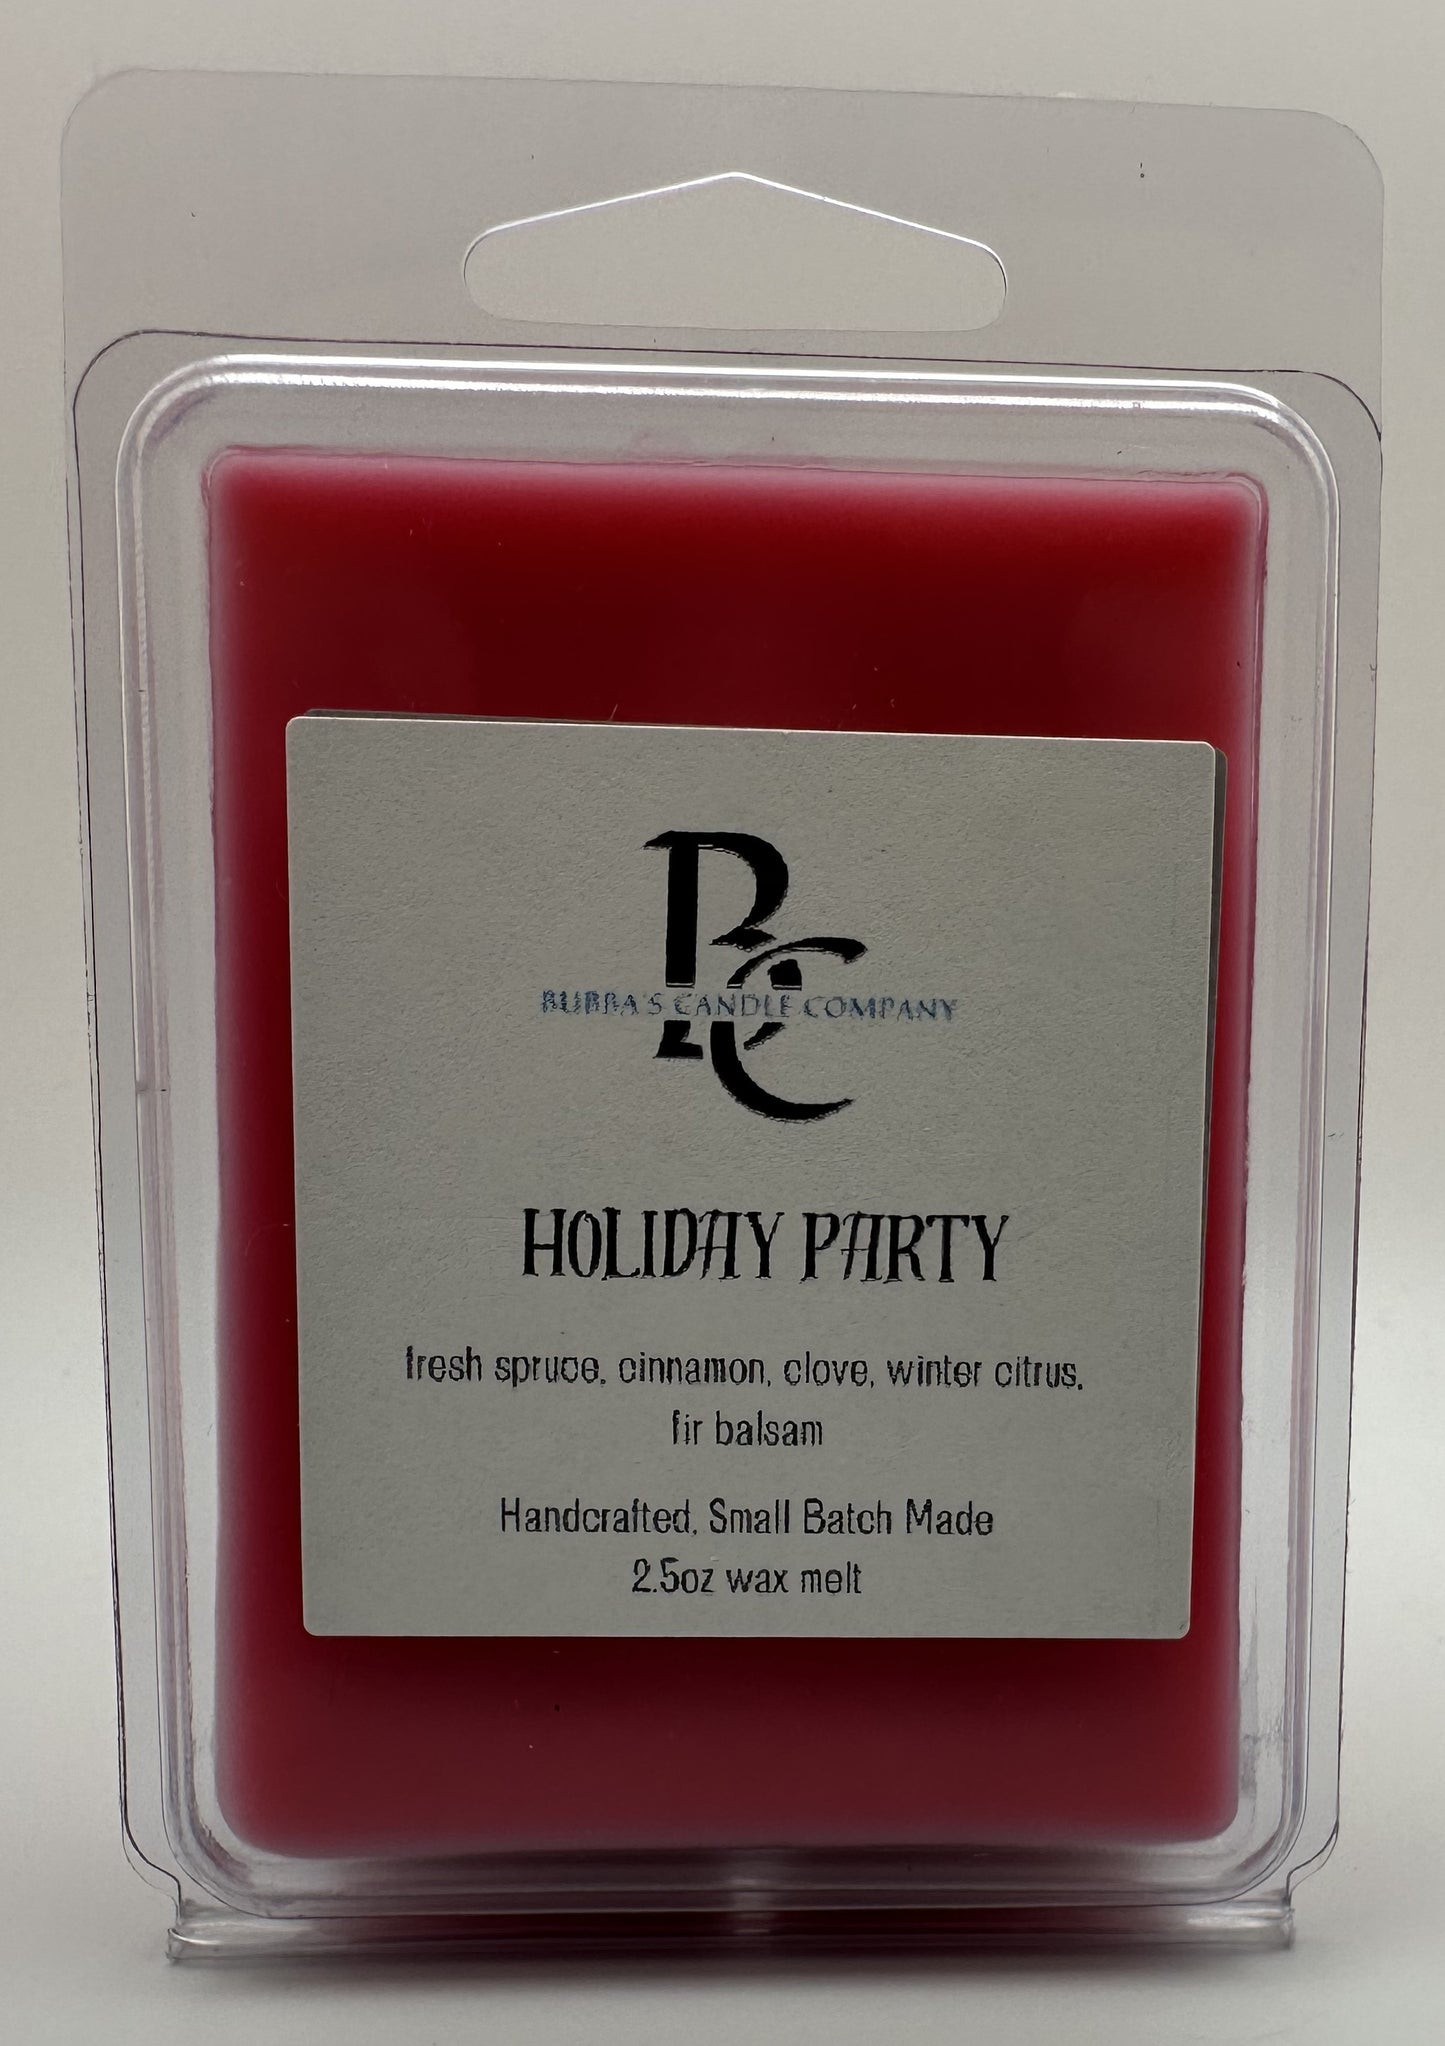 BC
BUBBA'S CANDLE COMPANY
HOLIDAY PARTY
fresh spruce, cinnamon, clove, winter citrus,
fir balsam
Handcrafted, Small Batch Made
2.5oz wax melt